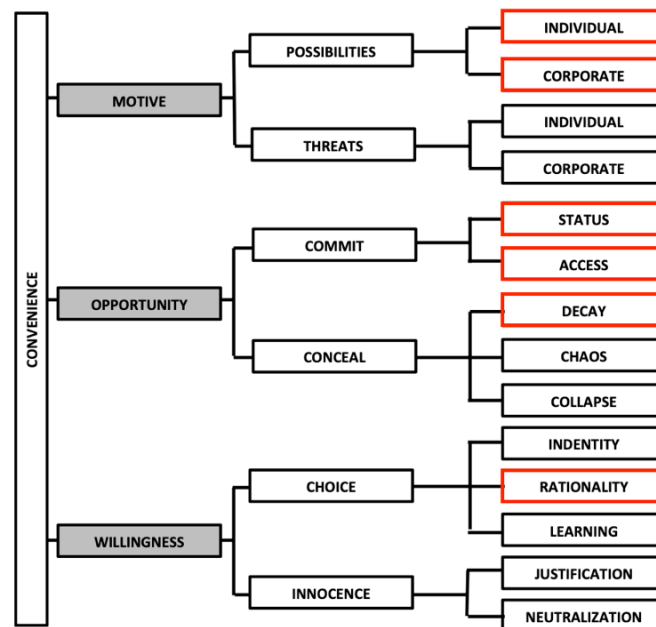 CONVENIENCE
MOTIVE
POSSIBILITIES
INDIVIDUAL
CORPORATE
THREATS
INDIVIDUAL
CORPORATE
OPPORTUNITY
COMMIT
STATUS
ACCESS
CONCEAL
DECAY
CHAOS
COLLAPSE
WILLINGNESS
CHOICE
INDENTITY
RATIONALITY
LEARNING
INNOCENCE
JUSTIFICATION
NEUTRALIZATION